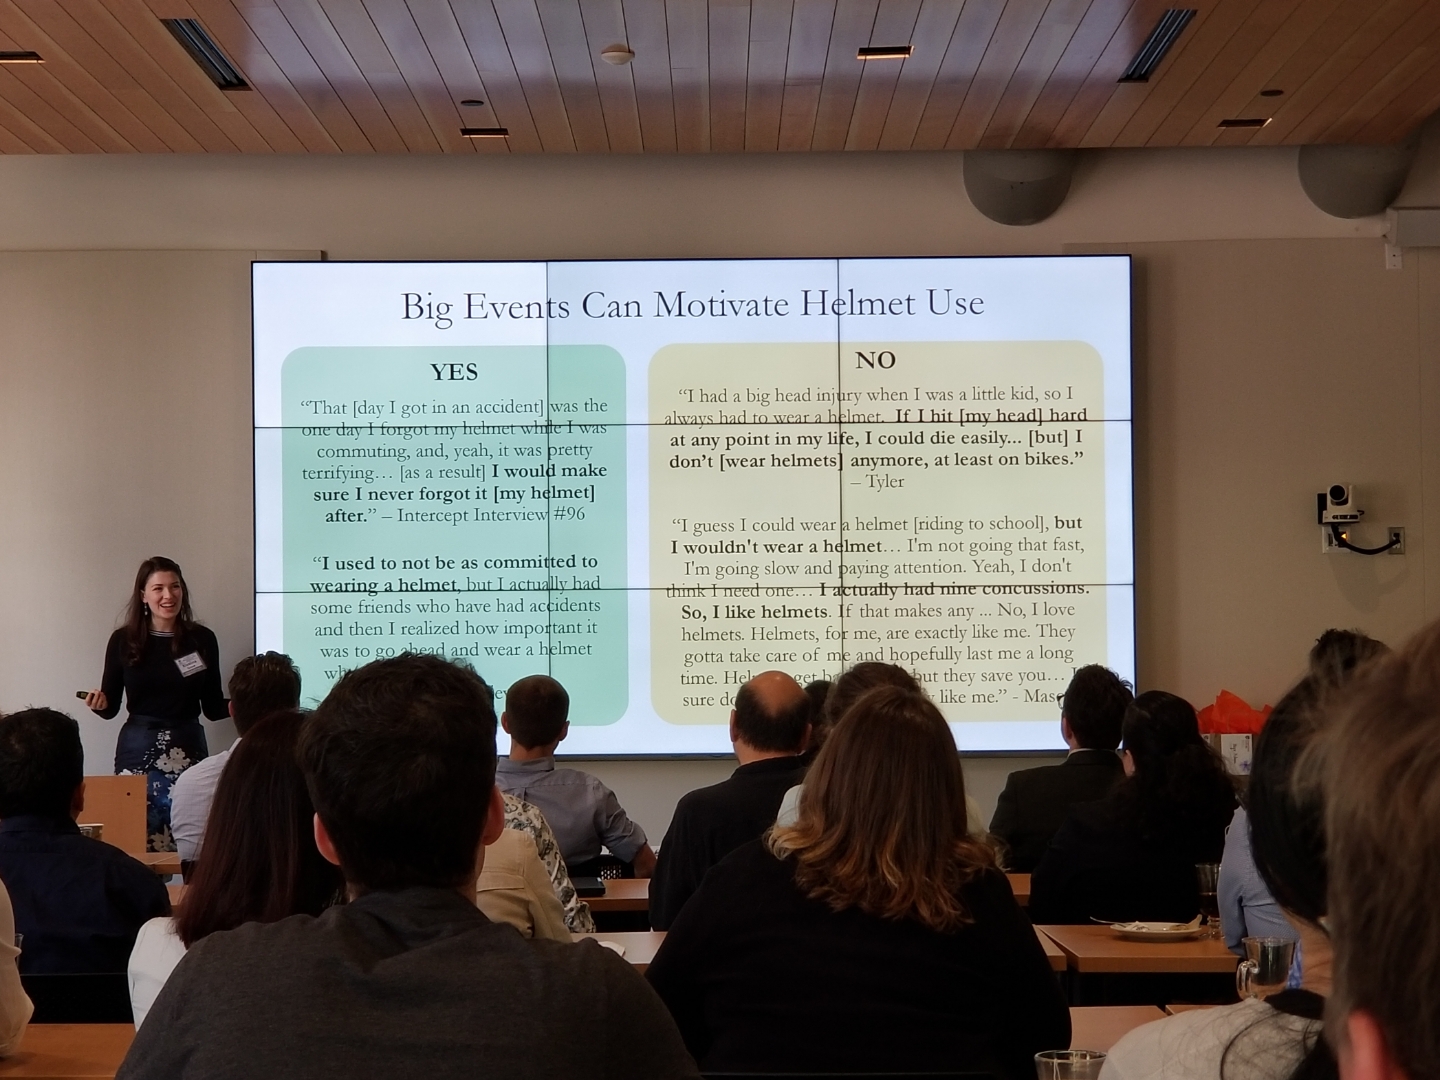 Big Events Can Motivate Helmet Use
YES
“That [day I got in an accident] was the
one day I forgot my helmet while I was
commuting, and, yeah, it was pretty
terrifying… [as a result] I would make
sure I never forgot it [my helmet]
after.” – Intercept Interview #96
“I used to not be as committed to
wearing a helmet, but I actually had
some friends who have had accidents
and then I realized how important it
was to go ahead and wear a helmet
NO
“I had a big head injury when I was a little kid, so I
always had to wear a helmet. If I hit [my head] hard
at any point in my life, I could die easily... [but] I
don’t [wear helmets] anymore, at least on bikes.”
– Tyler
“I guess I could wear a helmet [riding to school], but
I wouldn't wear a helmet… I'm not going that fast,
I'm going slow and paying attention. Yeah, I don't
think I need one… I actually had nine concussions.
So, I like helmets. If that makes any ... No, I love
helmets. Helmets, for me, are exactly like me. They
gotta take care of me and hopefully last me a long
time. get but they save you…
sure like me.” -